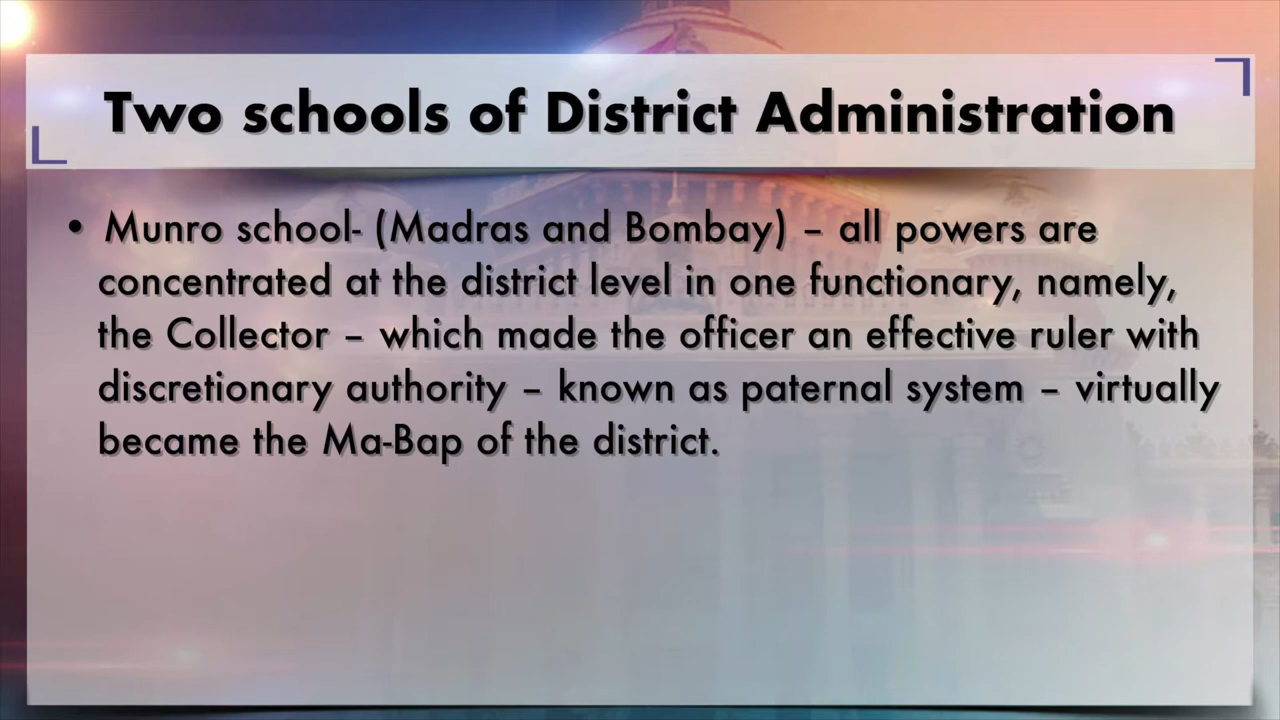 Two schools of District Administration
• Munro school- (Madras and Bombay) – all powers are
concentrated at the district level in one functionary, namely,
the Collector – which made the officer an effective ruler with
discretionary authority – known as paternal system – virtually
became the Ma-Bap of the district.